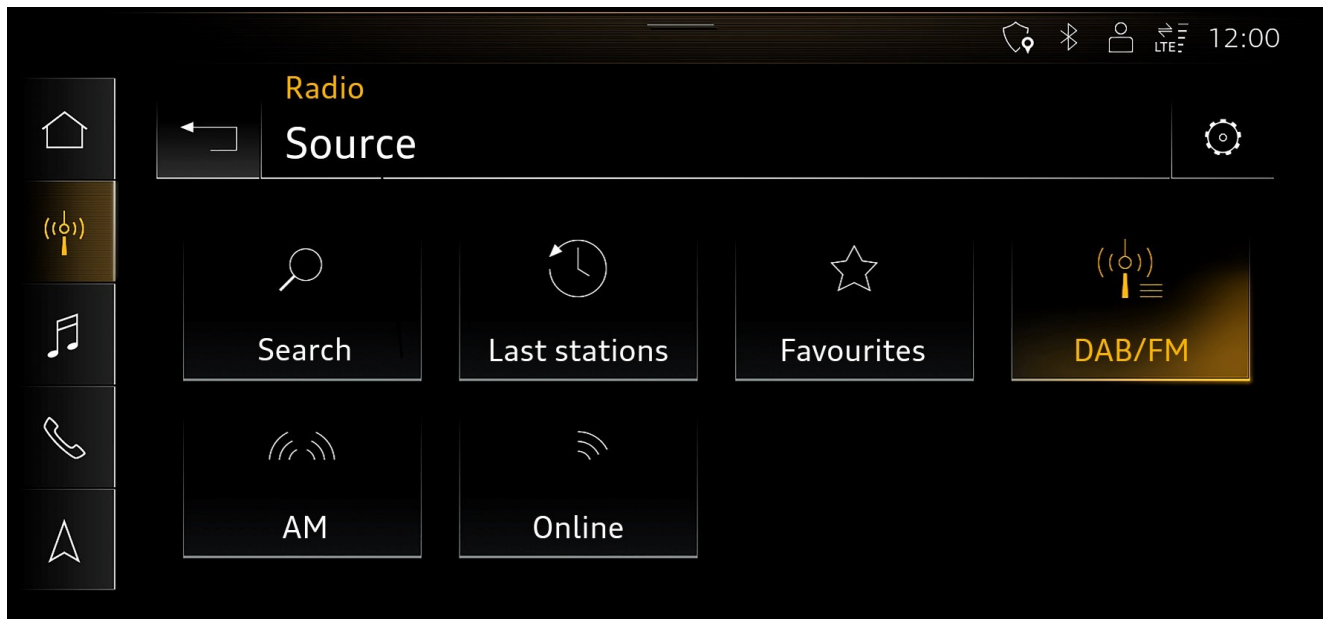 LTE 12:00
Radio
Source
Search Last stations Favourites DAB/FM
AM Online